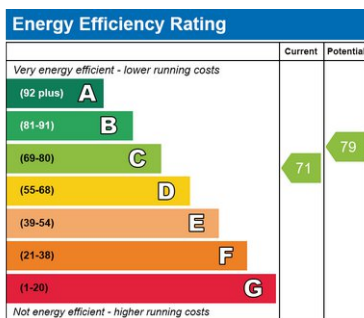 Energy Efficiency Rating
Current Potential
Very energy efficient - lower running costs
(92 plus) A
(81-91) B
(69-80) C
(55-68) D
(39-54) E
(21-38) F
(1-20) G
71
79
Not energy efficient - higher running costs